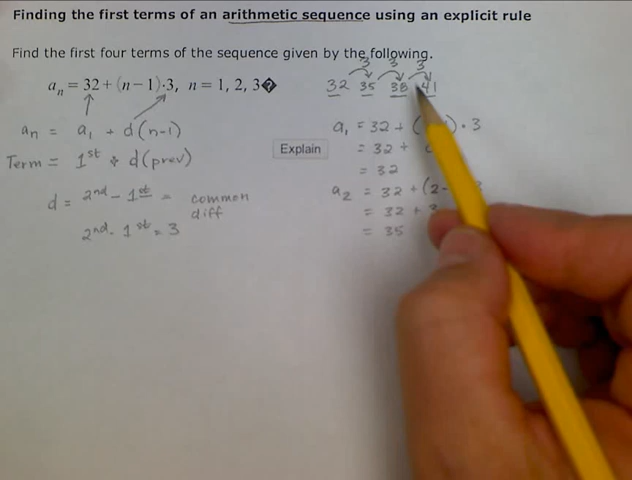 Finding the first terms of an arithmetic sequence using an explicit rule
Find the first four terms of the sequence given by the following.
aₙ = 32 + (n − 1)·3, n = 1, 2, 3�
3 3 3
32 35 38 41
aₙ = a₁ + d(n-1)
Term = 1st + d(prev)
d = 2nd - 1st = common diff
2nd - 1st = 3
Explain
a₁ = 32 + ( ) • 3
= 32 +
= 32
a₂ = 32 + (2- 3
= 32 + 3
= 35